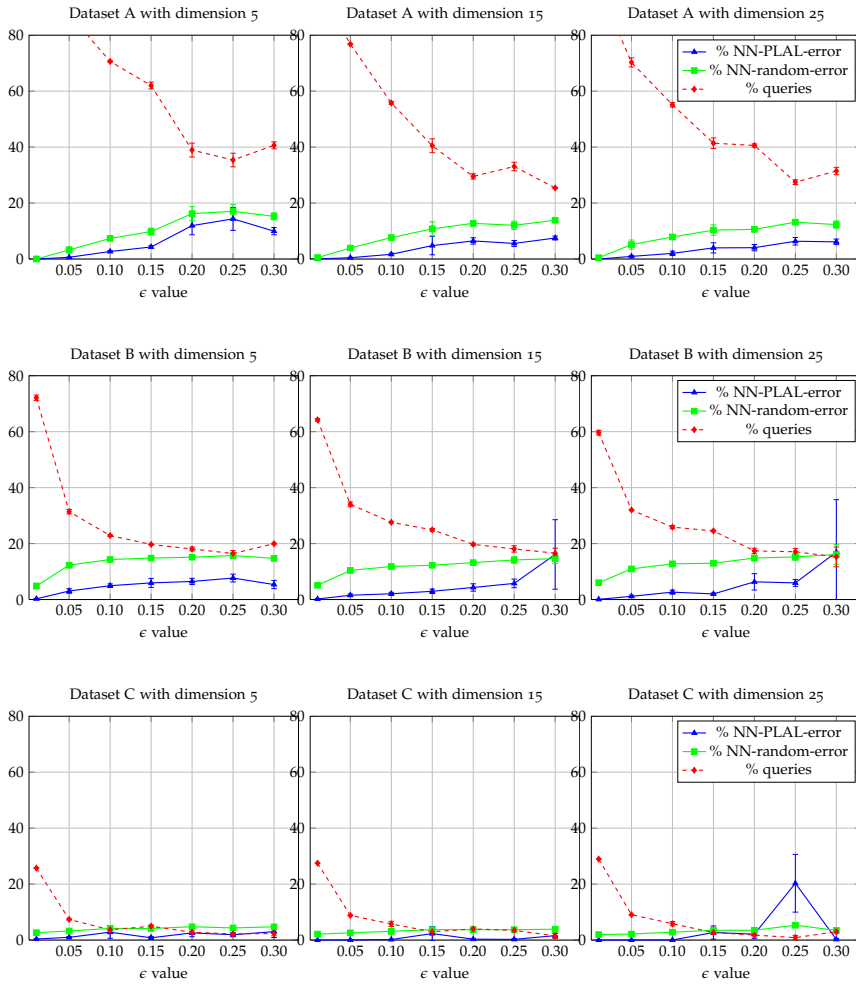 Dataset A with dimension 5
Dataset A with dimension 15
Dataset A with dimension 25
80
60
40
20
0
80
60
40
20
0
80
60
40
20
0
% NN-PLAL-error
% NN-random-error
% queries
0.05 0.10 0.15 0.20 0.25 0.30
0.05 0.10 0.15 0.20 0.25 0.30
0.05 0.10 0.15 0.20 0.25 0.30
ϵ value
ϵ value
ϵ value
Dataset B with dimension 5
Dataset B with dimension 15
Dataset B with dimension 25
80
60
40
20
0
80
60
40
20
0
80
60
40
20
0
% NN-PLAL-error
% NN-random-error
% queries
0.05 0.10 0.15 0.20 0.25 0.30
0.05 0.10 0.15 0.20 0.25 0.30
0.05 0.10 0.15 0.20 0.25 0.30
ϵ value
ϵ value
ϵ value
Dataset C with dimension 5
Dataset C with dimension 15
Dataset C with dimension 25
80
60
40
20
0
80
60
40
20
0
80
60
40
20
0
% NN-PLAL-error
% NN-random-error
% queries
0.05 0.10 0.15 0.20 0.25 0.30
0.05 0.10 0.15 0.20 0.25 0.30
0.05 0.10 0.15 0.20 0.25 0.30
ϵ value
ϵ value
ϵ value